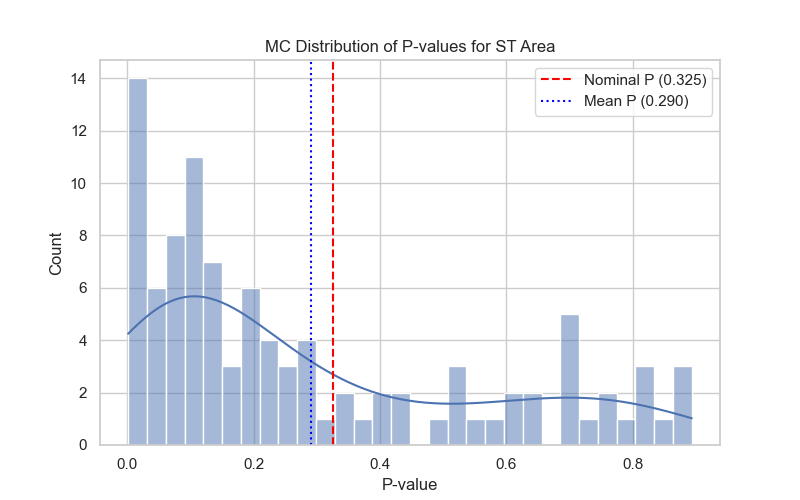 MC Distribution of P-values for ST Area
Nominal P (0.325)
Mean P (0.290)
Count
14
12
10
8
6
4
2
0
0.0 0.2 0.4 0.6 0.8
P-value